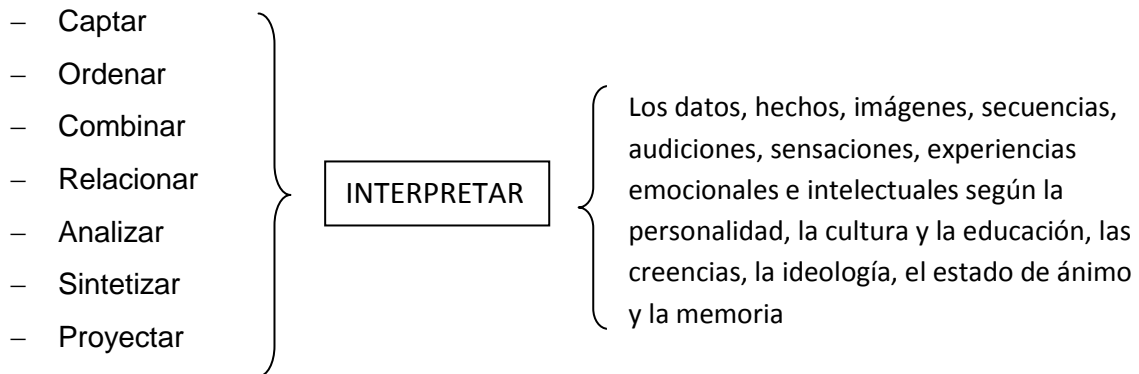 – Captar
– Ordenar
– Combinar
– Relacionar
– Analizar
– Sintetizar
– Proyectar
INTERPRETAR
Los datos, hechos, imágenes, secuencias,
audiciones, sensaciones, experiencias
emocionales e intelectuales según la
personalidad, la cultura y la educación, las
creencias, la ideología, el estado de ánimo
y la memoria